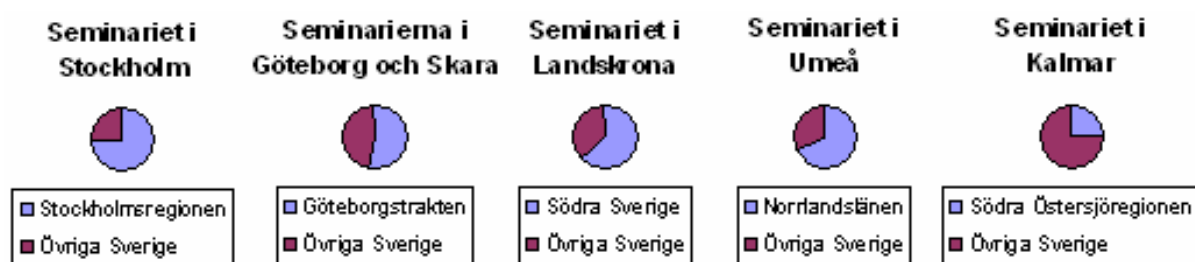 Seminariet i
Stockholm
Seminarierna i
Göteborg och Skara
Seminariet i
Landskrona
Seminariet i
Umeå
Seminariet i
Kalmar
Stockholmsregionen
Övriga Sverige
Göteborgstrakten
Övriga Sverige
Södra Sverige
Övriga Sverige
Norrlandslänen
Övriga Sverige
Södra Östersjöregionen
Övriga Sverige